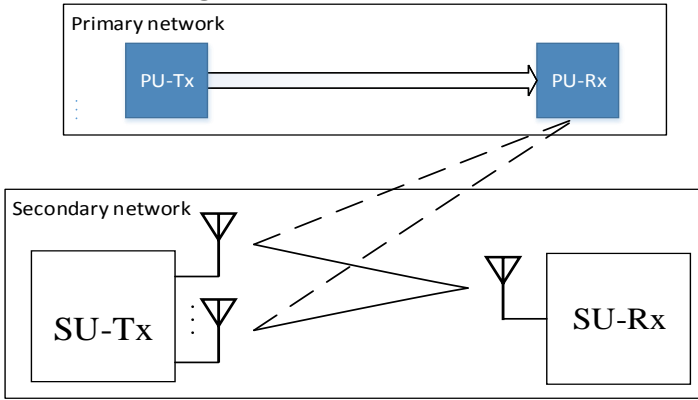 Primary network
PU-Tx
PU-Rx
Secondary network
SU-Tx
SU-Rx